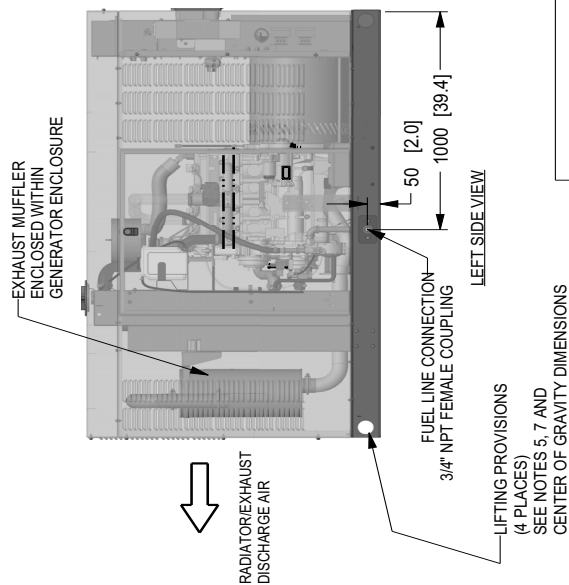 EXHAUST MUFFLER
ENCLOSED WITHIN
GENERATOR ENCLOSURE
RADIATOR/EXHAUST
DISCHARGE AIR
50 [2.0]
1000 [39.4]
FUEL LINE CONNECTION
3/4" NPT FEMALE COUPLING
LEFT SIDE VIEW
LIFTING PROVISIONS
(4 PLACES)
SEE NOTES 5, 7 AND
CENTER OF GRAVITY DIMENSIONS